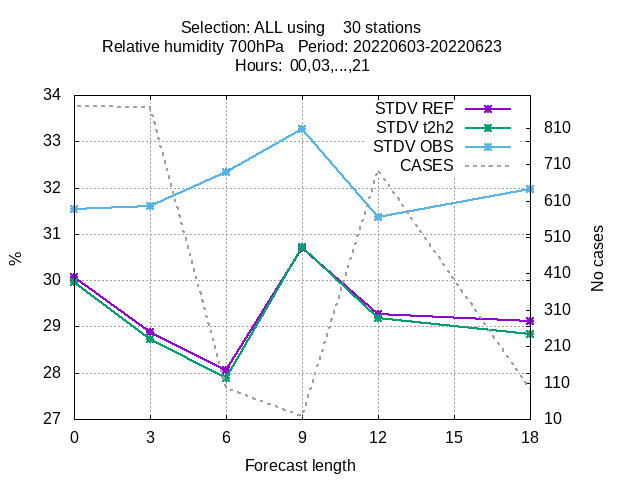 Selection: ALL using    30 stations
Relative humidity 700hPa   Period: 20220603-20220623
Hours:  00,03,...,21
34
33
32
31
30
29
28
27
%
STDV REF
STDV t2h2
STDV OBS
CASES
810
710
610
510
410
310
210
110
10
No cases
0 3 6 9 12 15 18
Forecast length